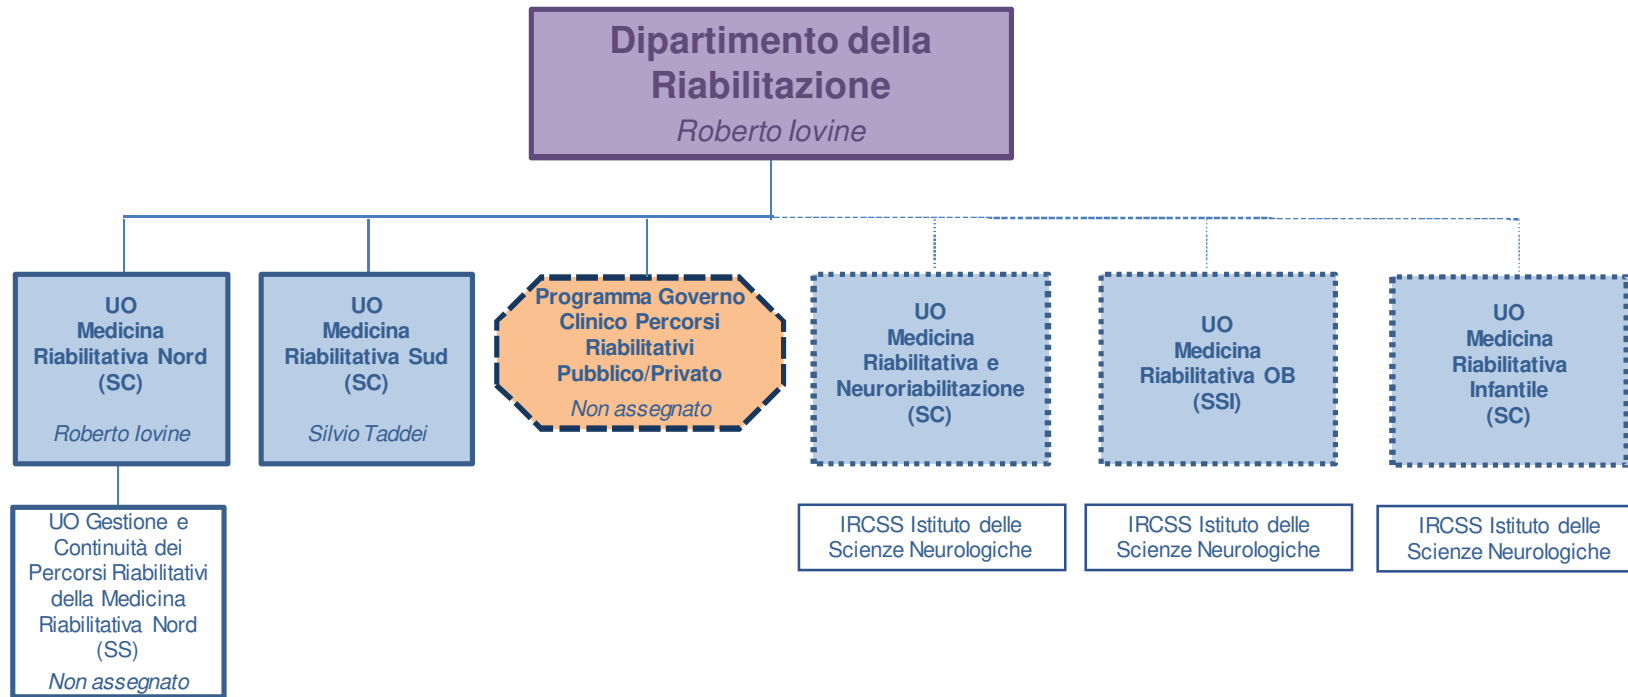 Dipartimento della
Riabilitazione
Roberto Iovine
UO
Medicina
Riabilitativa Nord
(SC)
Roberto Iovine
UO
Medicina
Riabilitativa Sud
(SC)
Silvio Taddei
Programma Governo
Clinico Percorsi
Riabilitativi
Pubblico/Privato
Non assegnato
UO
Medicina
Riabilitativa e
Neuroriabilitazione
(SC)
UO
Medicina
Riabilitativa OB
(SSI)
UO
Medicina
Riabilitativa
Infantile
(SC)
UO Gestione e
Continuità dei
Percorsi Riabilitativi
della Medicina
Riabilitativa Nord
(SS)
Non assegnato
IRCSS Istituto delle
Scienze Neurologiche
IRCSS Istituto delle
Scienze Neurologiche
IRCSS Istituto delle
Scienze Neurologiche